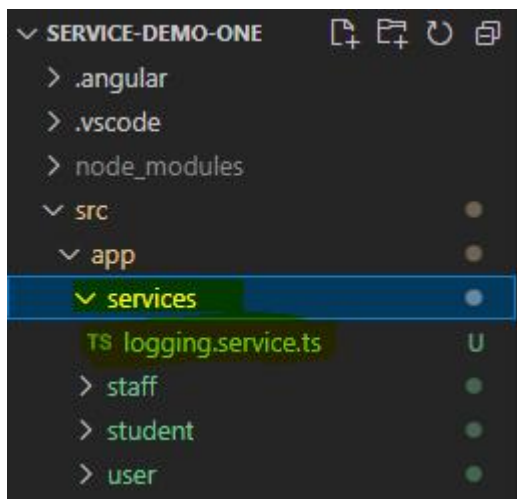 SERVICE-DEMO-ONE
.angular
.vscode
node_modules
src
app
services
TS logging.service.ts U
staff
student
user